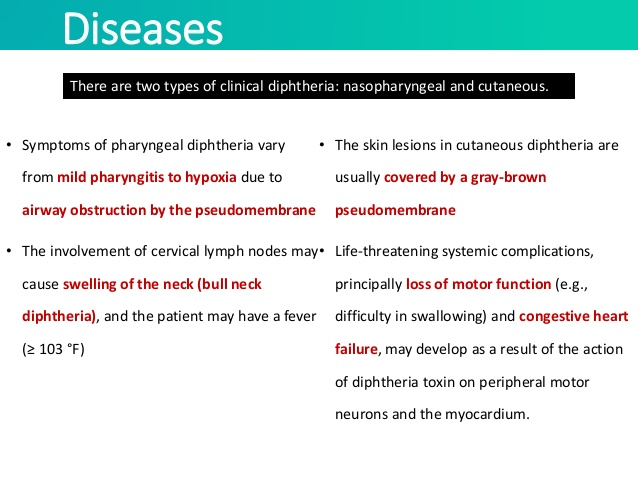 Diseases
There are two types of clinical diphtheria: nasopharyngeal and cutaneous.
• Symptoms of pharyngeal diphtheria vary
from mild pharyngitis to hypoxia due to
airway obstruction by the pseudomembrane
• The involvement of cervical lymph nodes may
cause swelling of the neck (bull neck
diphtheria), and the patient may have a fever
(≥ 103 °F)
• The skin lesions in cutaneous diphtheria are
usually covered by a gray-brown
pseudomembrane
• Life-threatening systemic complications,
principally loss of motor function (e.g.,
difficulty in swallowing) and congestive heart
failure, may develop as a result of the action
of diphtheria toxin on peripheral motor
neurons and the myocardium.